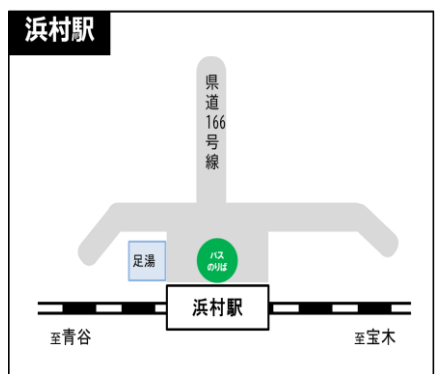 浜村駅
県道166号線
足湯
バス
のりば
浜村駅
至青谷
至宝木